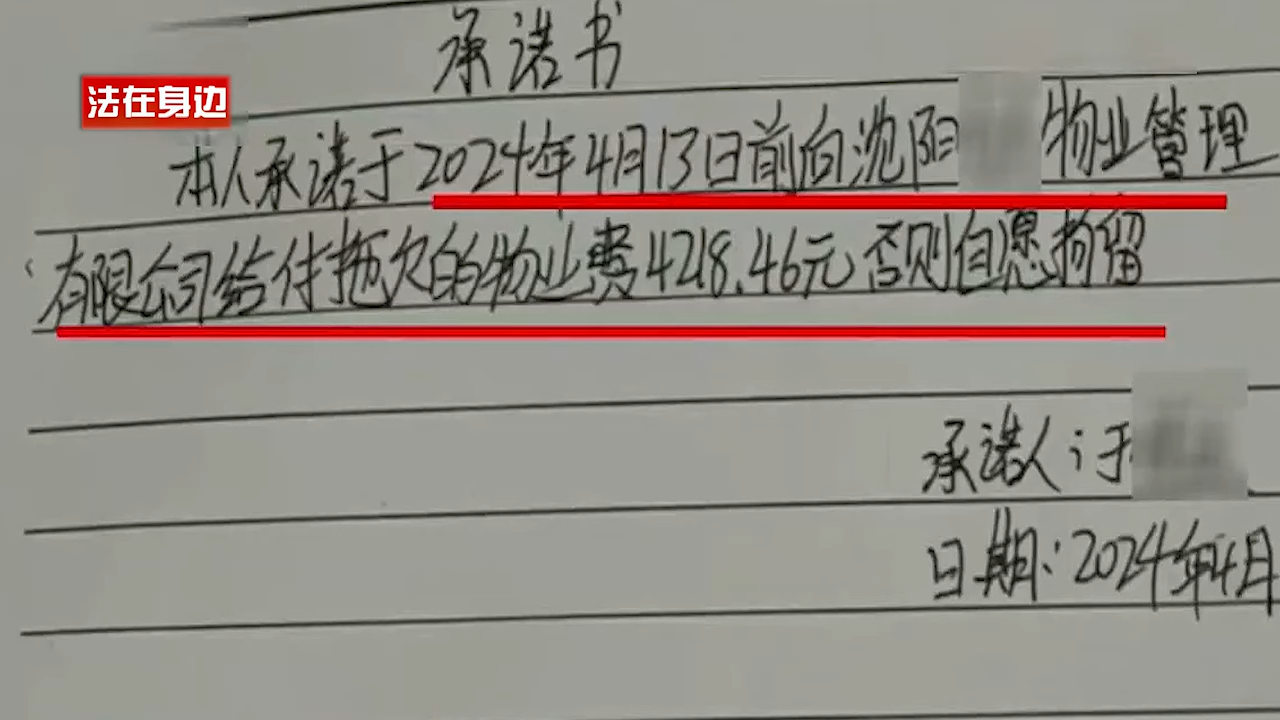 承诺书
法在身边
本人承诺于2024年4月13日前向沈阳 物业管理
有限公司给付拖欠的物业费4218.46元否则自愿拘留
承诺人:于
日期:2024年4月